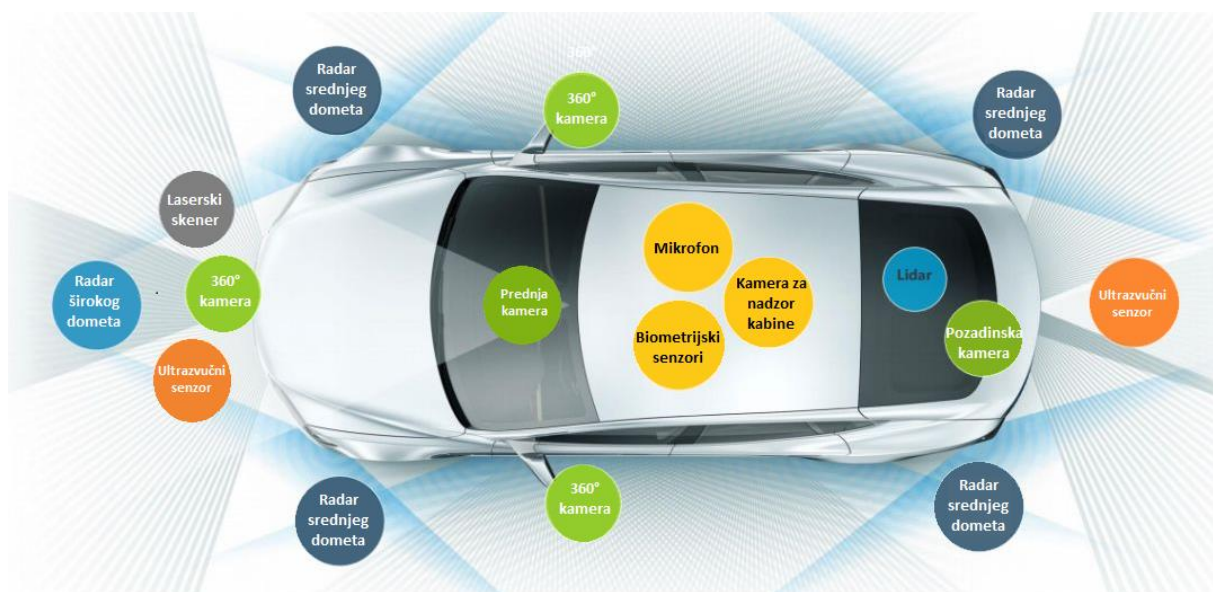 Radar
srednjeg
dometa
360°
360°
kamera
Radar
srednjeg
dometa
Laserski
skener
Radar
širokog
dometa
360°
kamera
Ultrazvučni
senzor
Prednja
kamera
Mikrofon
Kamera za
nadzor
kabine
Biometrijski
senzori
Lidar
Pozadinska
kamera
Ultrazvučni
senzor
Radar
srednjeg
dometa
360°
kamera
Radar
srednjeg
dometa